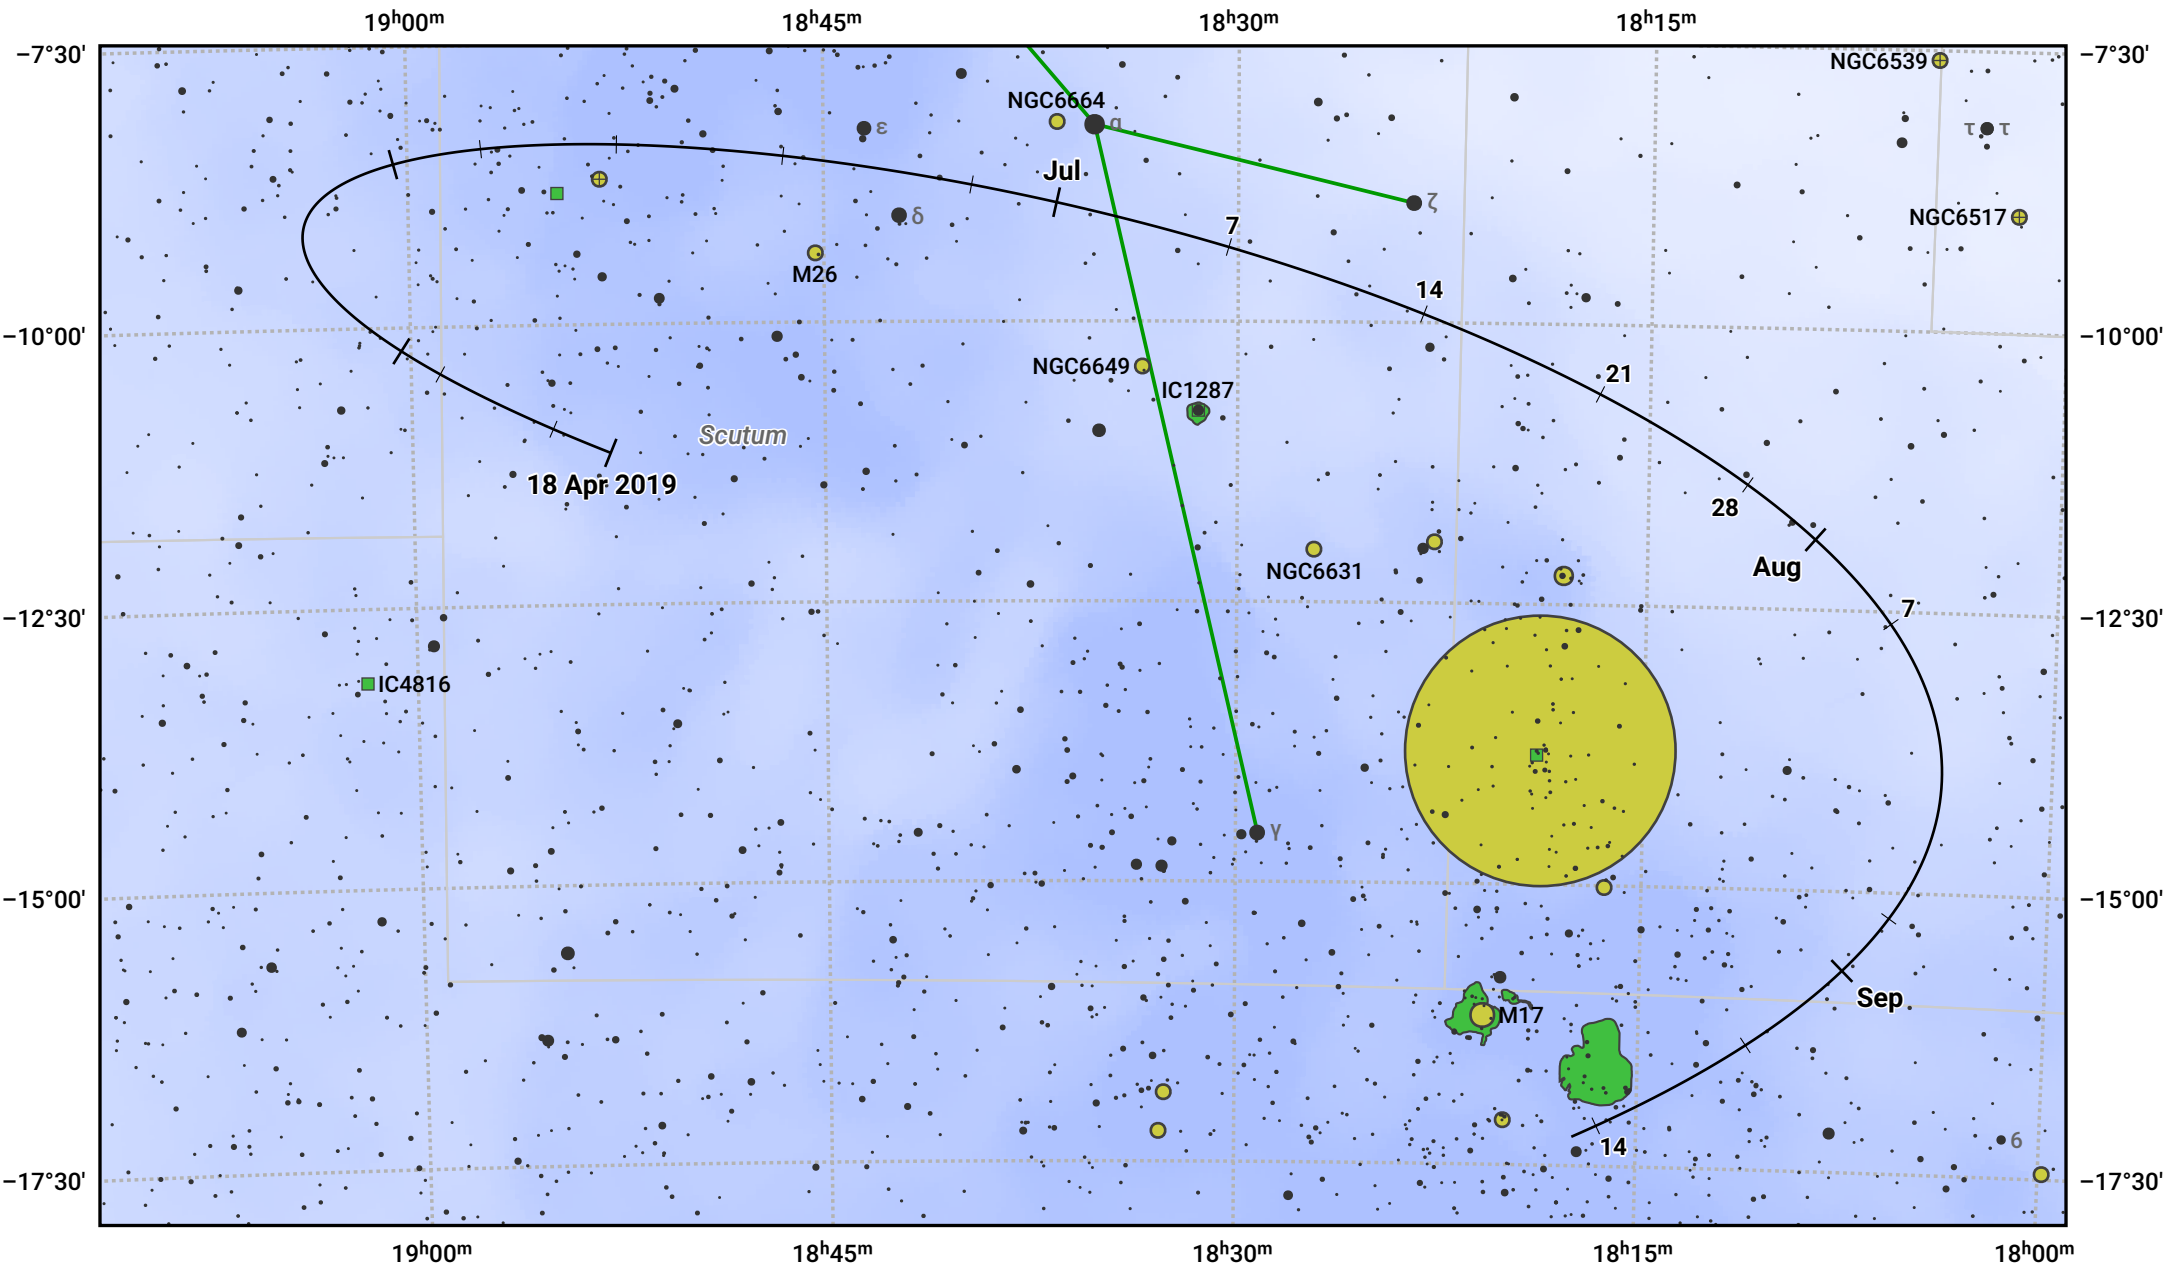 19ʰ00ᵐ 18ʰ45ᵐ 18ʰ30ᵐ 18ʰ15ᵐ
−7°30' −7°30'
NGC6539
NGC6664
α
ε
τ τ
Jul
ζ
NGC6517
δ
7
M26
14
−10°00' −10°00'
NGC6649
21
IC1287
Scutum
18 Apr 2019
28
Aug
NGC6631
7
−12°30' −12°30'
IC4816
γ
−15°00' −15°00'
Sep
M17
6
14
−17°30' −17°30'
19ʰ00ᵐ 18ʰ45ᵐ 18ʰ30ᵐ 18ʰ15ᵐ 18ʰ00ᵐ